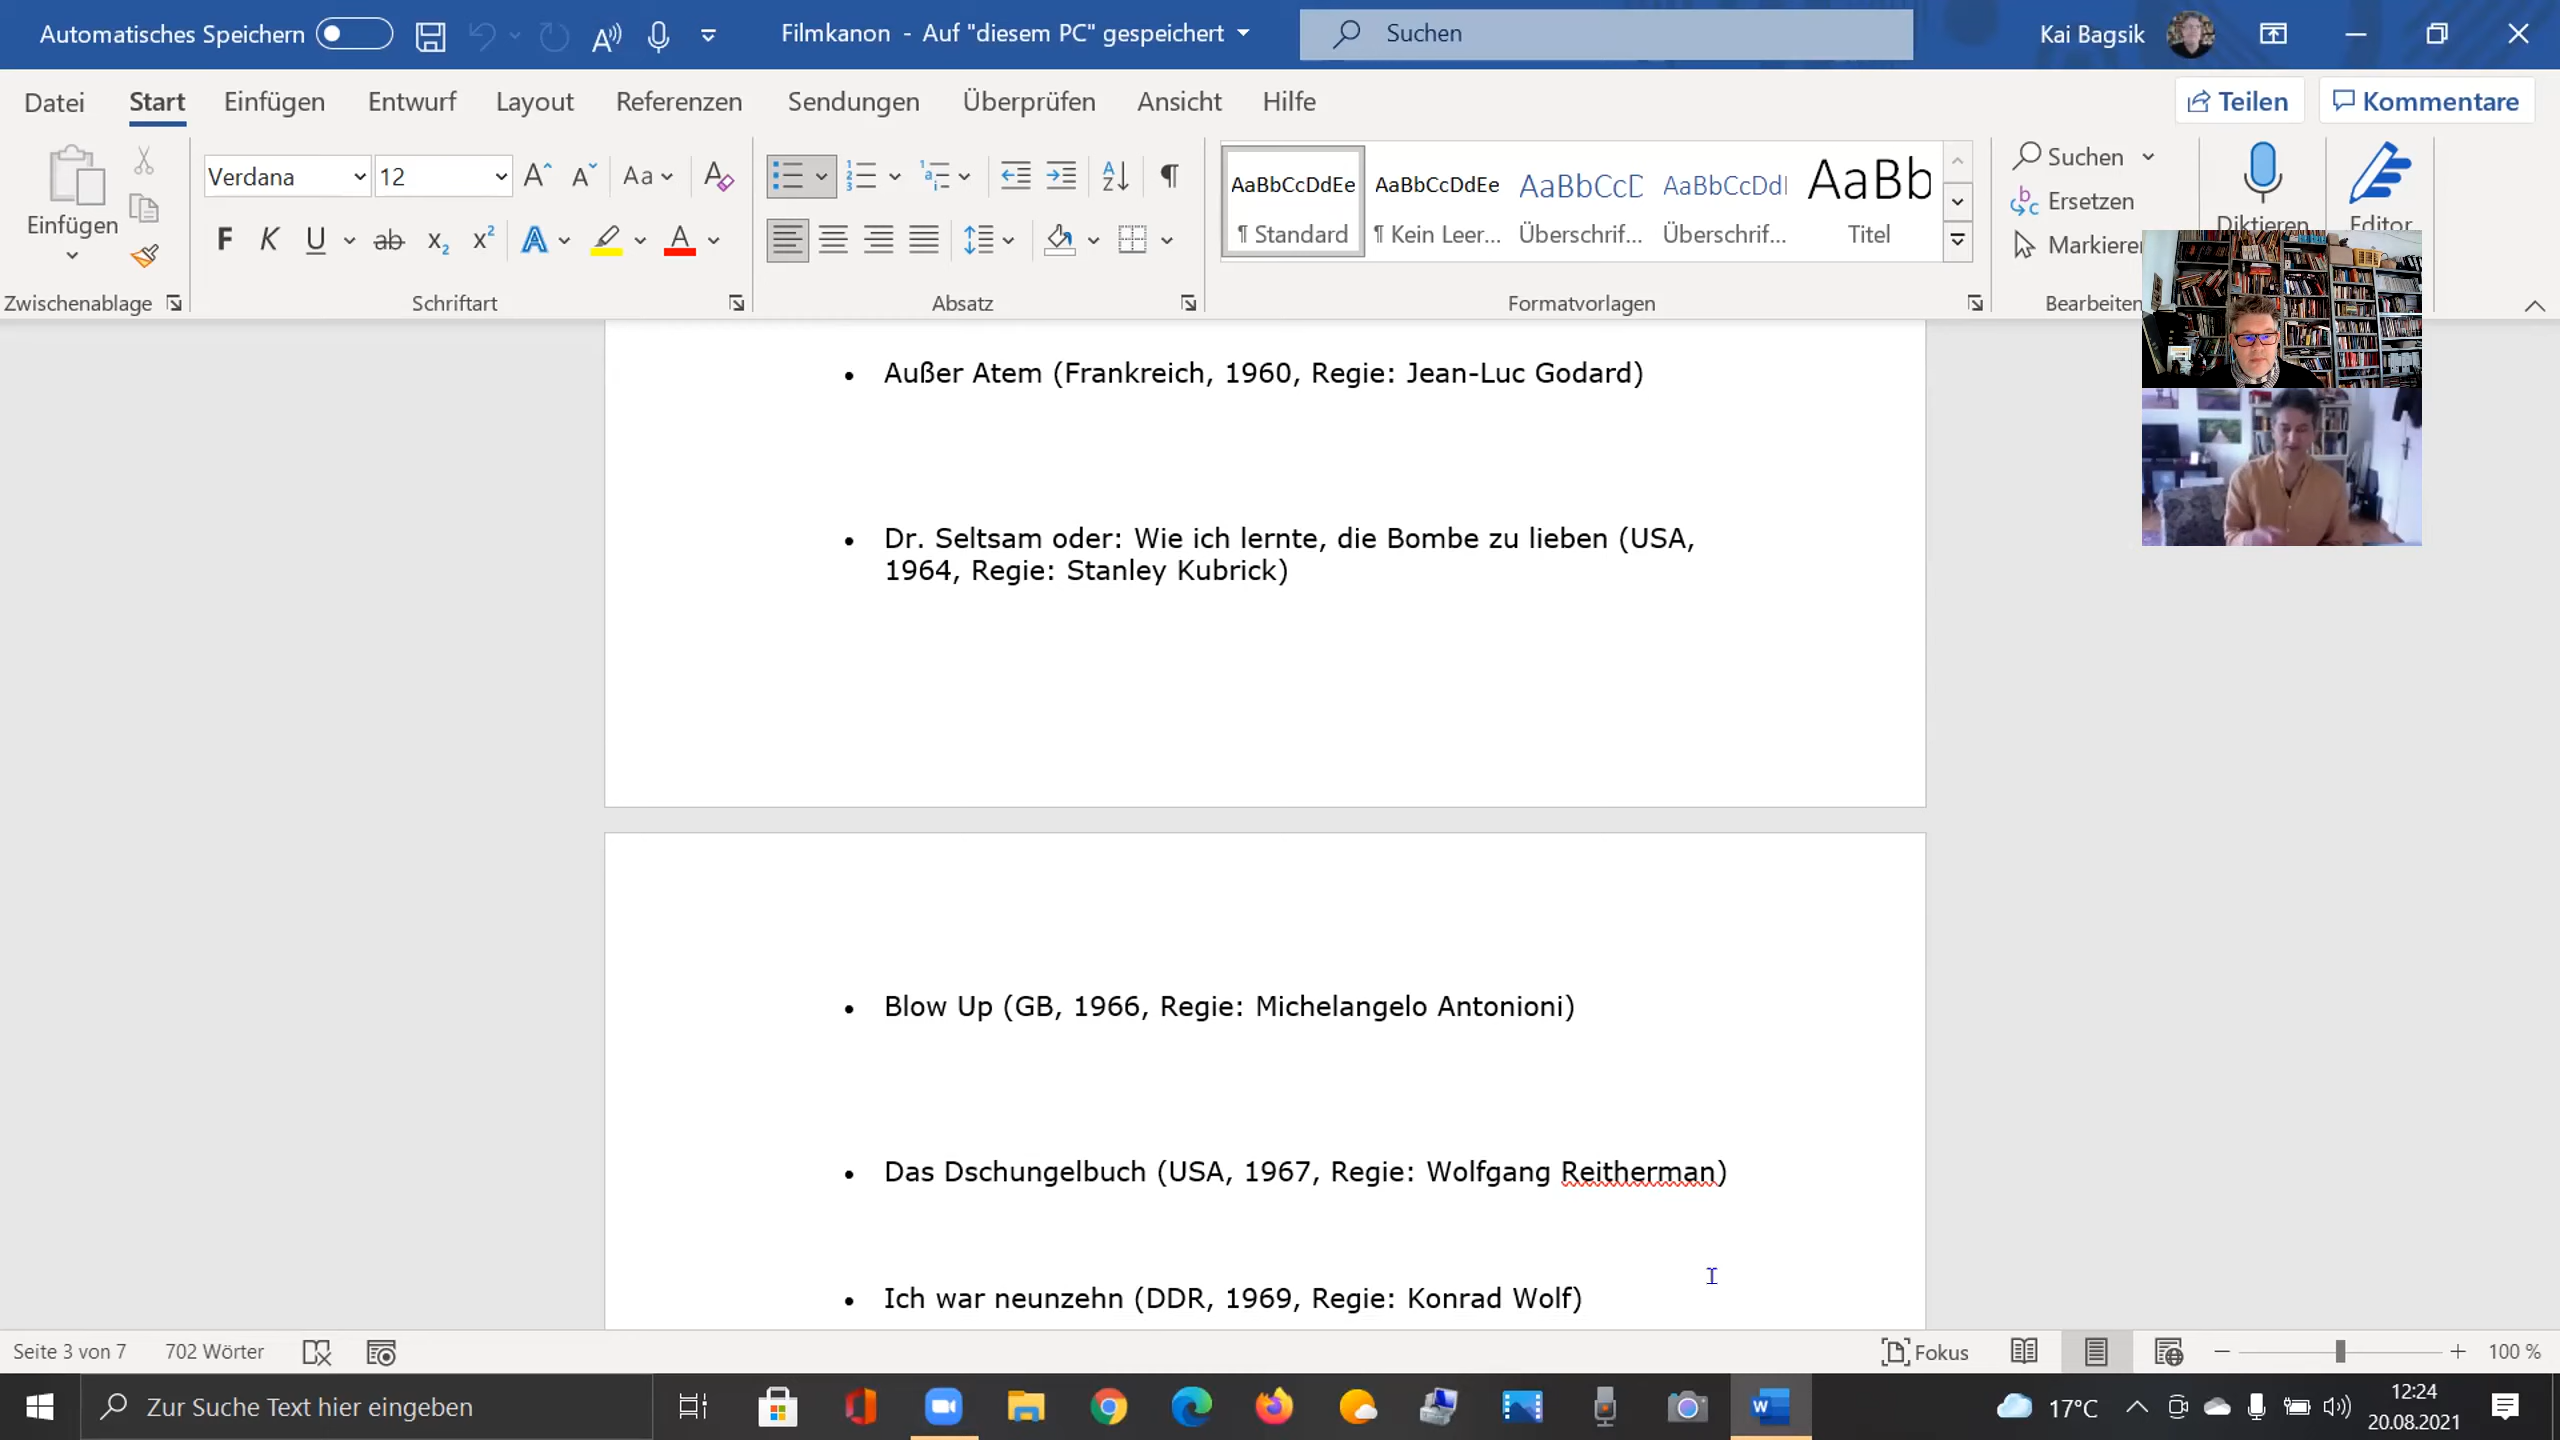 Automatisches Speichern
Filmkanon - Auf "diesem PC" gespeichert
Suchen
Kai Bagsik
Datei
Start
Einfügen
Entwurf
Layout
Referenzen
Sendungen
Überprüfen
Ansicht
Hilfe
Teilen
Kommentare
Einfügen
Zwischenablage
Verdana
12
Schriftart
Absatz
AaBbCcDdEe
¶ Standard
AaBbCcDdEe
¶ Kein Leer...
AaBbCcC
Überschrif...
AaBbCcDdI
Überschrif...
AaBb
Titel
Formatvorlagen
Suchen
Ersetzen
Markieren
Bearbeiten
Diktieren
Editor
• Außer Atem (Frankreich, 1960, Regie: Jean-Luc Godard)
• Dr. Seltsam oder: Wie ich lernte, die Bombe zu lieben (USA,
1964, Regie: Stanley Kubrick)
• Blow Up (GB, 1966, Regie: Michelangelo Antonioni)
• Das Dschungelbuch (USA, 1967, Regie: Wolfgang Reitherman)
• Ich war neunzehn (DDR, 1969, Regie: Konrad Wolf)
Seite 3 von 7
702 Wörter
Fokus
100 %
Zur Suche Text hier eingeben
17°C
12:24
20.08.2021